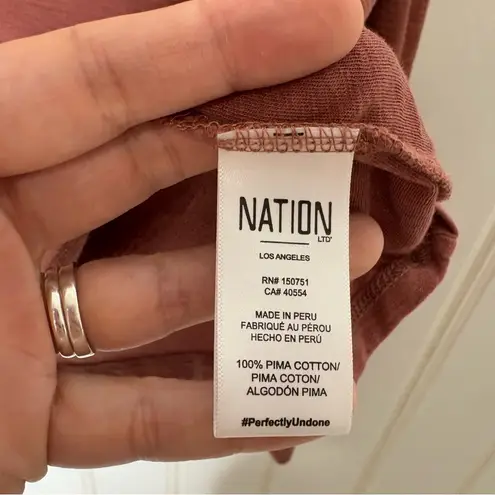 NATION
LTD
LOS ANGELES
RN# 150751
CA# 40554
MADE IN PERU
FABRIQUÉ AU PÉROU
HECHO EN PERÚ
100% PIMA COTTON/
PIMA COTON/
ALGODÓN PIMA
#PerfectlyUndone